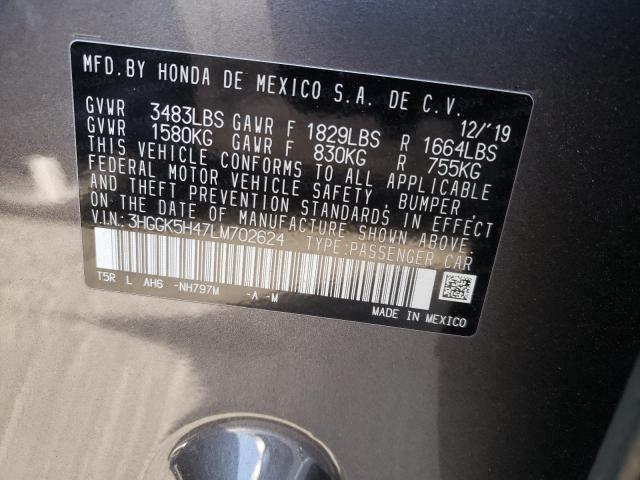 MFD.BY HONDA DE MEXICO S.A. DE C.V.
12/'19
GVWR 3483LBS GAWR F 1829LBS R 1664LBS
GVWR 1580KG GAWR F 830KG R 755KG
THIS VEHICLE CONFORMS TO ALL APPLICABLE
FEDERAL MOTOR VEHICLE SAFETY, BUMPER,
AND THEFT PREVENTION STANDARDS IN EFFECT
ON THE DATE OF MANUFACTURE SHOWN ABOVE.
V.I.N.: 3HGGK5H47LM702624 TYPE:PASSENGER CAR
T5R L AH6 -NH797M -A -M
MADE IN MEXICO